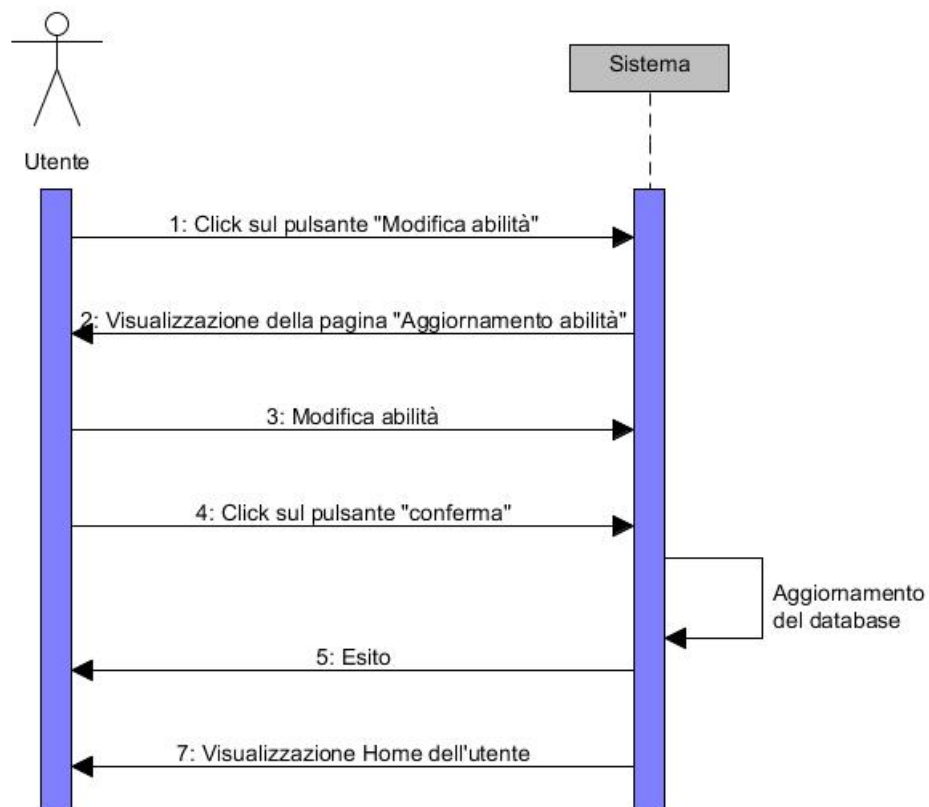 Sistema
Utente
1: Click sul pulsante "Modifica abilità"
2: Visualizzazione della pagina "Aggiornamento abilità"
3: Modifica abilità
4: Click sul pulsante "conferma"
Aggiornamento
del database
5: Esito
7: Visualizzazione Home dell'utente